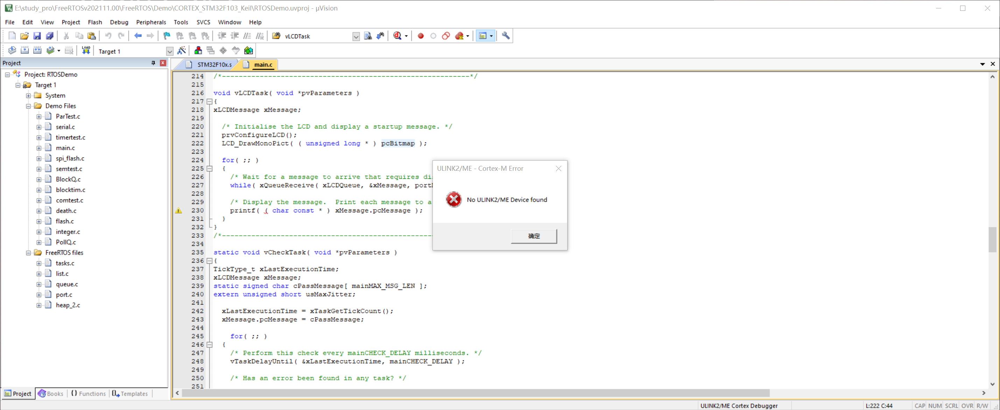 E:\study_pro\FreeRTOSv202111.00\FreeRTOS\Demo\CORTEX_STM32F103_Keil\RTOSDemo.uvproj - µVision
File Edit View Project Flash Debug Peripherals Tools SVCS Window Help
vLCDTask
LOAD Target 1
Project
STM32F10x.s main.c
Project: RTOSDemo
Target 1
System
Demo Files
ParTest.c
serial.c
timertest.c
main.c
spi_flash.c
semtest.c
BlockQ.c
blocktim.c
comtest.c
death.c
flash.c
integer.c
PollQ.c
FreeRTOS files
tasks.c
list.c
queue.c
port.c
heap_2.c
Project Books {} Functions Templates
214 /*-----------------------------------------------------------*/
215
216 void vLCDTask( void *pvParameters )
217 {
218 xLCDMessage xMessage;
219
220 /* Initialise the LCD and display a startup message. */
221 prvConfigureLCD();
222 LCD_DrawMonoPict( ( unsigned long * ) pcBitmap );
223
224 for( ;; )
225 {
226 /* Wait for a message to arrive that requires di
227 while( xQueueReceive( xLCDQueue, &xMessage, port
228
229 /* Display the message.  Print each message to a
230 printf( ( char const * ) xMessage.pcMessage );
231 }
232 }
233 /*---------------------------------------------------
234
235 static void vCheckTask( void *pvParameters )
236 {
237 TickType_t xLastExecutionTime;
238 xLCDMessage xMessage;
239 static signed char cPassMessage[ mainMAX_MSG_LEN ];
240 extern unsigned short usMaxJitter;
241
242 xLastExecutionTime = xTaskGetTickCount();
243 xMessage.pcMessage = cPassMessage;
244
245 for( ;; )
246 {
247 /* Perform this check every mainCHECK_DELAY milliseconds. */
248 vTaskDelayUntil( &xLastExecutionTime, mainCHECK_DELAY );
249
250 /* Has an error been found in any task? */
251
ULINK2/ME - Cortex-M Error
No ULINK2/ME Device found
确定
ULINK2/ME Cortex Debugger L:222 C:44 CAP NUM SCRL OVR R/W